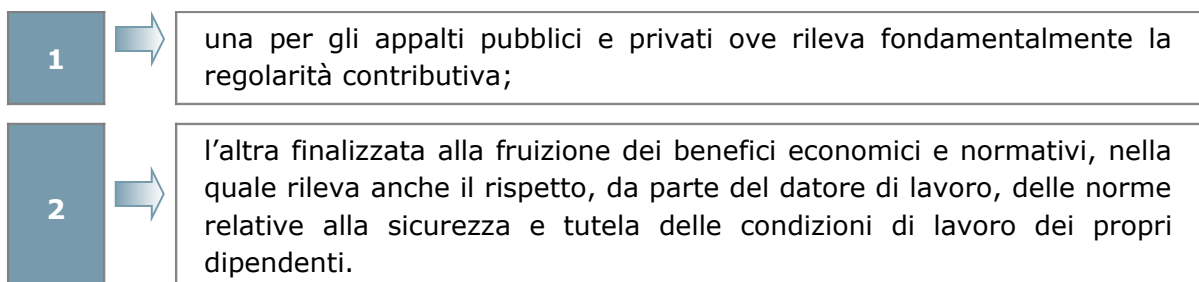 1
una per gli appalti pubblici e privati ove rileva fondamentalmente la
regolarità contributiva;
2
l’altra finalizzata alla fruizione dei benefici economici e normativi, nella
quale rileva anche il rispetto, da parte del datore di lavoro, delle norme
relative alla sicurezza e tutela delle condizioni di lavoro dei propri
dipendenti.